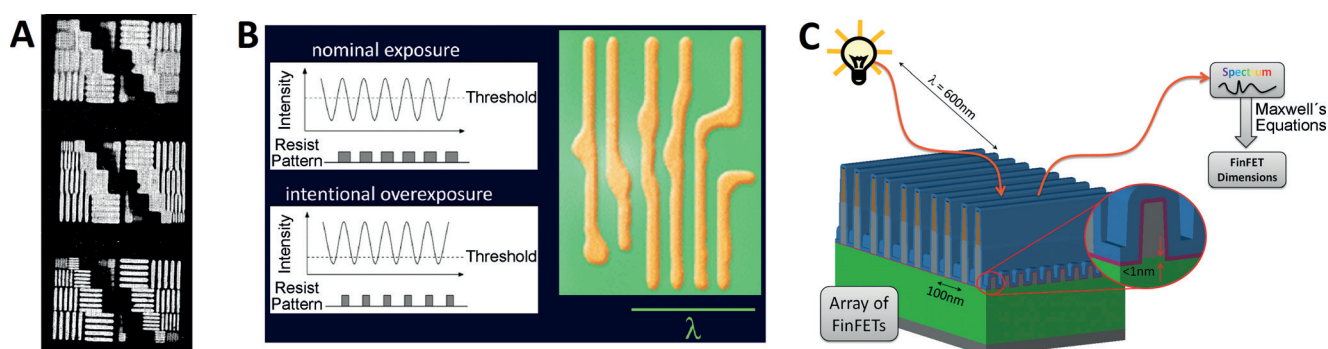 A
B
nominal exposure
Intensity
Threshold
Resist
Pattern
intentional overexposure
Intensity
Threshold
Resist
Pattern
λ
C
λ = 600nm
Spectrum
Maxwell´s
Equations
FinFET
Dimensions
<1nm
100nm
Array of
FinFETs